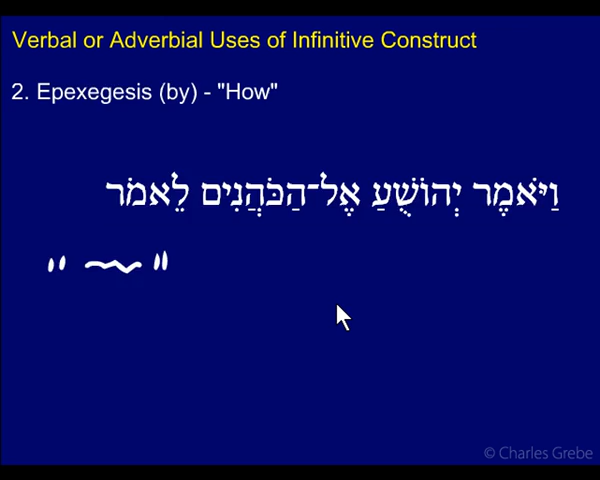 Verbal or Adverbial Uses of Infinitive Construct
2. Epexegesis (by) - "How"
וַיֹּאמֶר יְהוֹשֻׁעַ אֶל־הַכֹּהֲנִים לֵאמֹר
© Charles Grebe